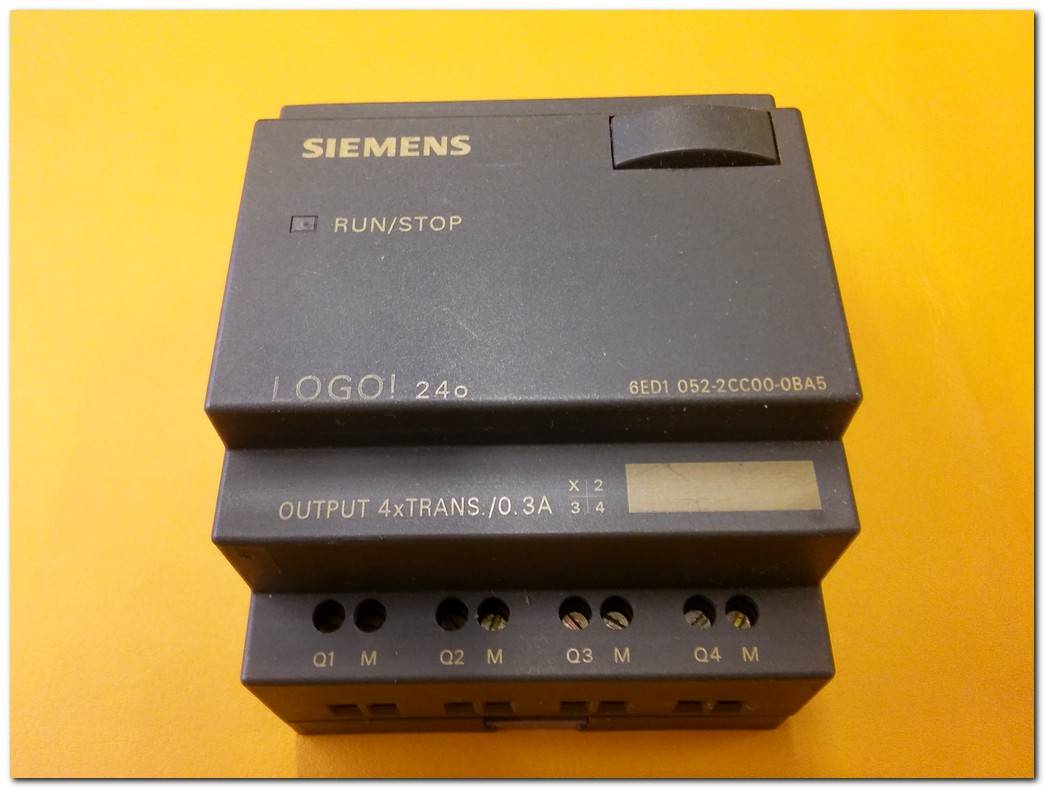 SIEMENS
RUN/STOP
LOGO! 24o
6ED1 052-2CC00-0BA5
OUTPUT 4xTRANS./0.3A
X 2
3 4
Q1 M Q2 M Q3 M Q4 M